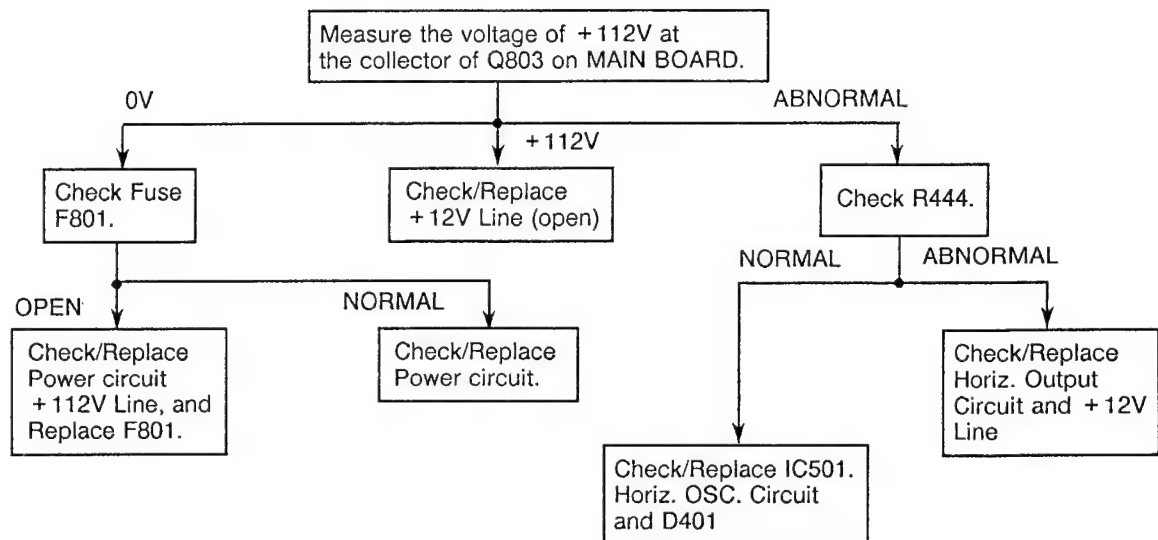 Measure the voltage of +112V at
the collector of Q803 on MAIN BOARD.
0V
+112V
ABNORMAL
Check Fuse
F801.
Check/Replace
+12V Line (open)
Check R444.
OPEN
NORMAL
NORMAL
ABNORMAL
Check/Replace
Power circuit
+112V Line, and
Replace F801.
Check/Replace
Power circuit.
Check/Replace IC501.
Horiz. OSC. Circuit
and D401
Check/Replace
Horiz. Output
Circuit and +12V
Line